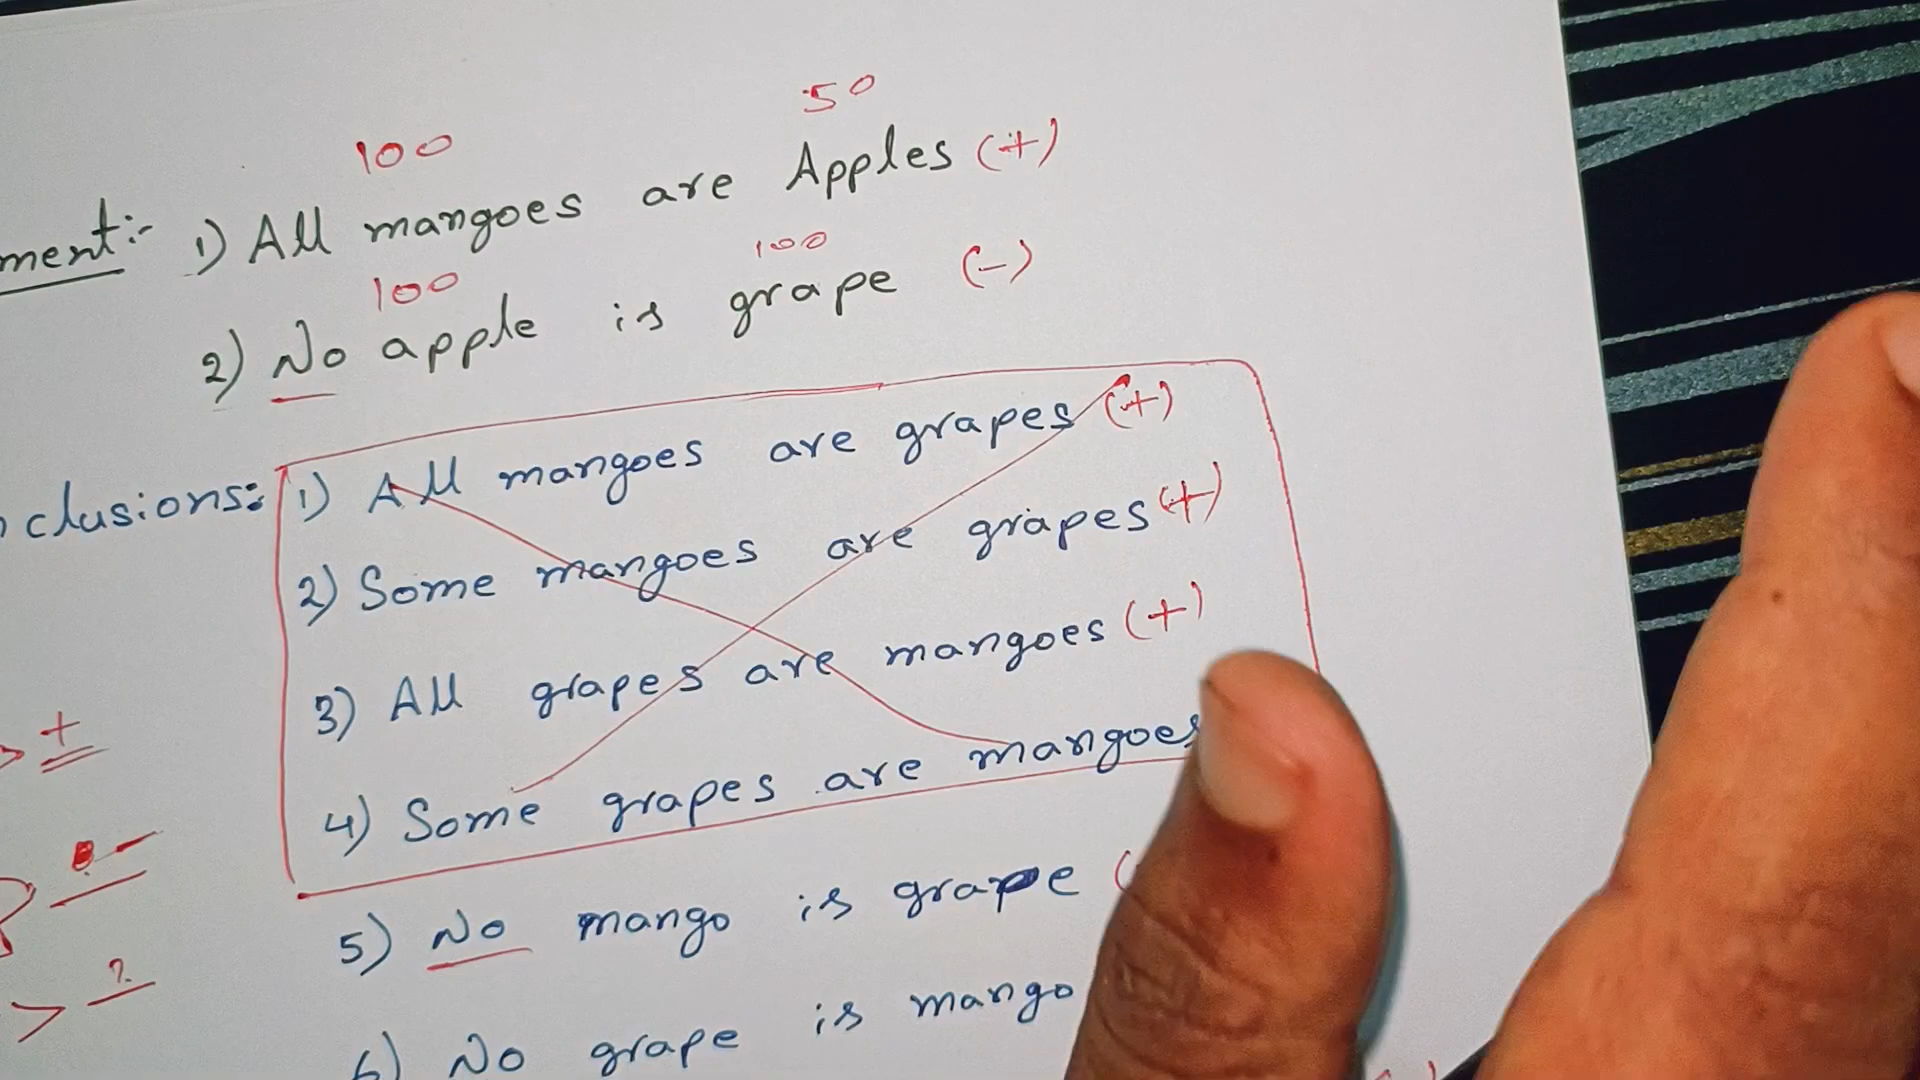 50
100
ment:- 1) All mangoes are Apples (+)
100 100
2) No apple is grape (-)
clusions: 1) All mangoes are grapes (+)
2) Some mangoes are grapes (+)
3) All grapes are mangoes (+)
4) Some grapes are mangoes
5) No mango is grape (
6) No grape is mango
> +
-
> ?